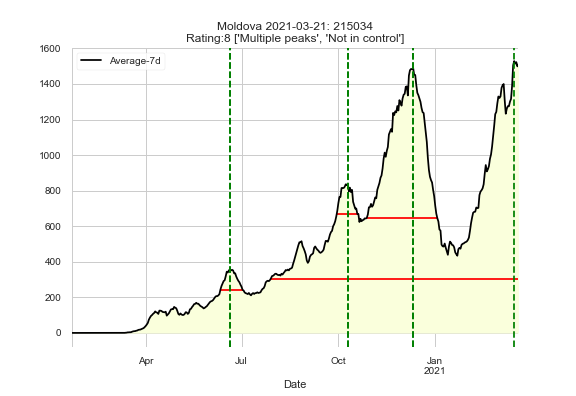 Moldova 2021-03-21: 215034
Rating:8 ['Multiple peaks', 'Not in control']
Average-7d
1600
1400
1200
1000
800
600
400
200
0
Apr
Jul
Oct
Jan
2021
Date